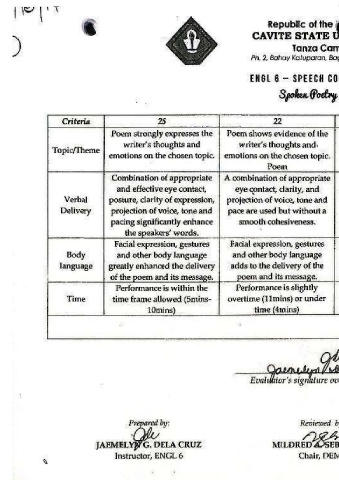 Republic of the
CAVITE STATE U
Tanza Cam
Ph. 2, Bahay Katuparan, Bag
ENGL 6 – SPEECH CO
Spoken Poetry
Criteria 25 22
Topic/Theme
Poem strongly expresses the
writer's thoughts and
emotions on the chosen topic.
Poem shows evidence of the
writer's thoughts and
emotions on the chosen topic.
Poem
Verbal
Delivery
Combination of appropriate
and effective eye contact,
posture, clarity of expression,
projection of voice, tone and
pacing significantly enhance
the speakers' words.
A combination of appropriate
eye contact, clarity, and
projection of voice, tone and
pace are used but without a
smooth cohesiveness.
Body
language
Facial expression, gestures
and other body language
greatly enhanced the delivery
of the poem and its message.
Facial expression, gestures
and other body language
adds to the delivery of the
poem and its message.
Time
Performance is within the
time frame allowed (5mins-
10mins)
Performance is slightly
overtime (11mins) or under
time (4mins)
Evaluator's signature ov
Prepared by:
JAEMELYN G. DELA CRUZ
Instructor, ENGL 6
Reviewed b
MILDRED A. SEB
Chair, DEM